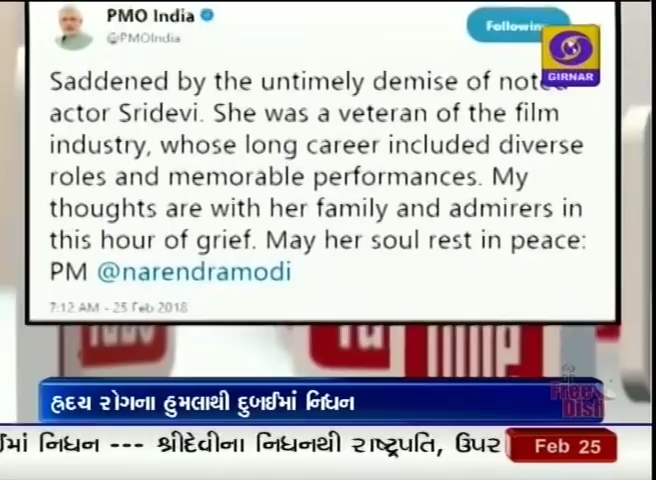 PMO India
@PMOIndia
Following
GIRNAR
Saddened by the untimely demise of noted
actor Sridevi. She was a veteran of the film
industry, whose long career included diverse
roles and memorable performances. My
thoughts are with her family and admirers in
this hour of grief. May her soul rest in peace:
PM @narendramodi
7:12 AM - 25 Feb 2018
હ્રદય રોગના હુમલાથી દુબઈમાં નિધન
Free
Dish
ઈમાં નિધન --- શ્રીદેવીના નિધનથી રાષ્ટ્રપતિ, ઉપર
Feb 25